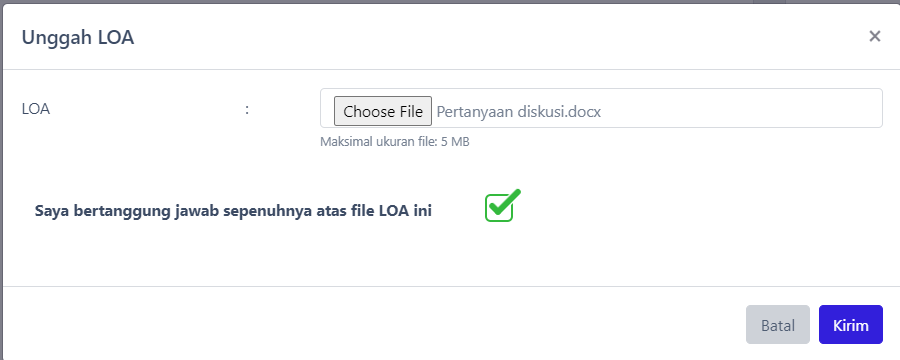 Unggah LOA ×
LOA : Choose File Pertanyaan diskusi.docx
Maksimal ukuran file: 5 MB
Saya bertanggung jawab sepenuhnya atas file LOA ini
Batal Kirim